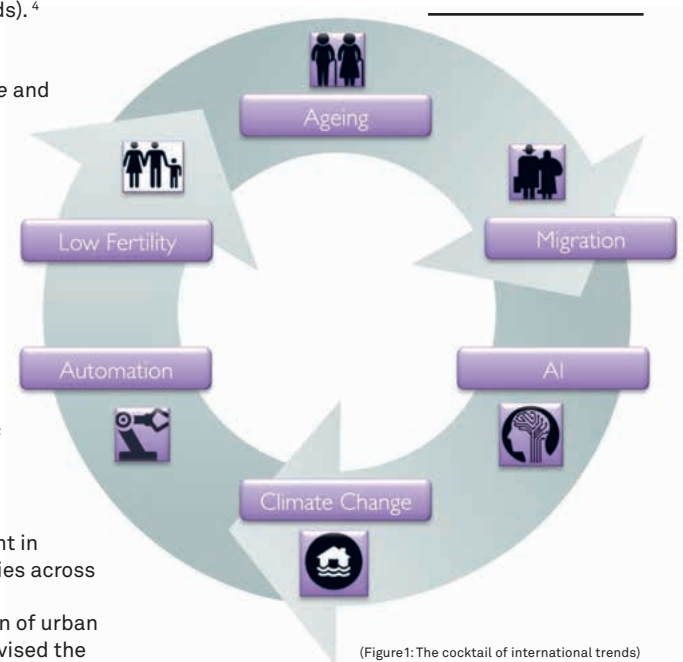 ds). 4
e and
nt in
ies across
n of urban
vised the
Ageing
Migration
AI
Climate Change
Automation
Low Fertility
(Figure1: The cocktail of international trends)